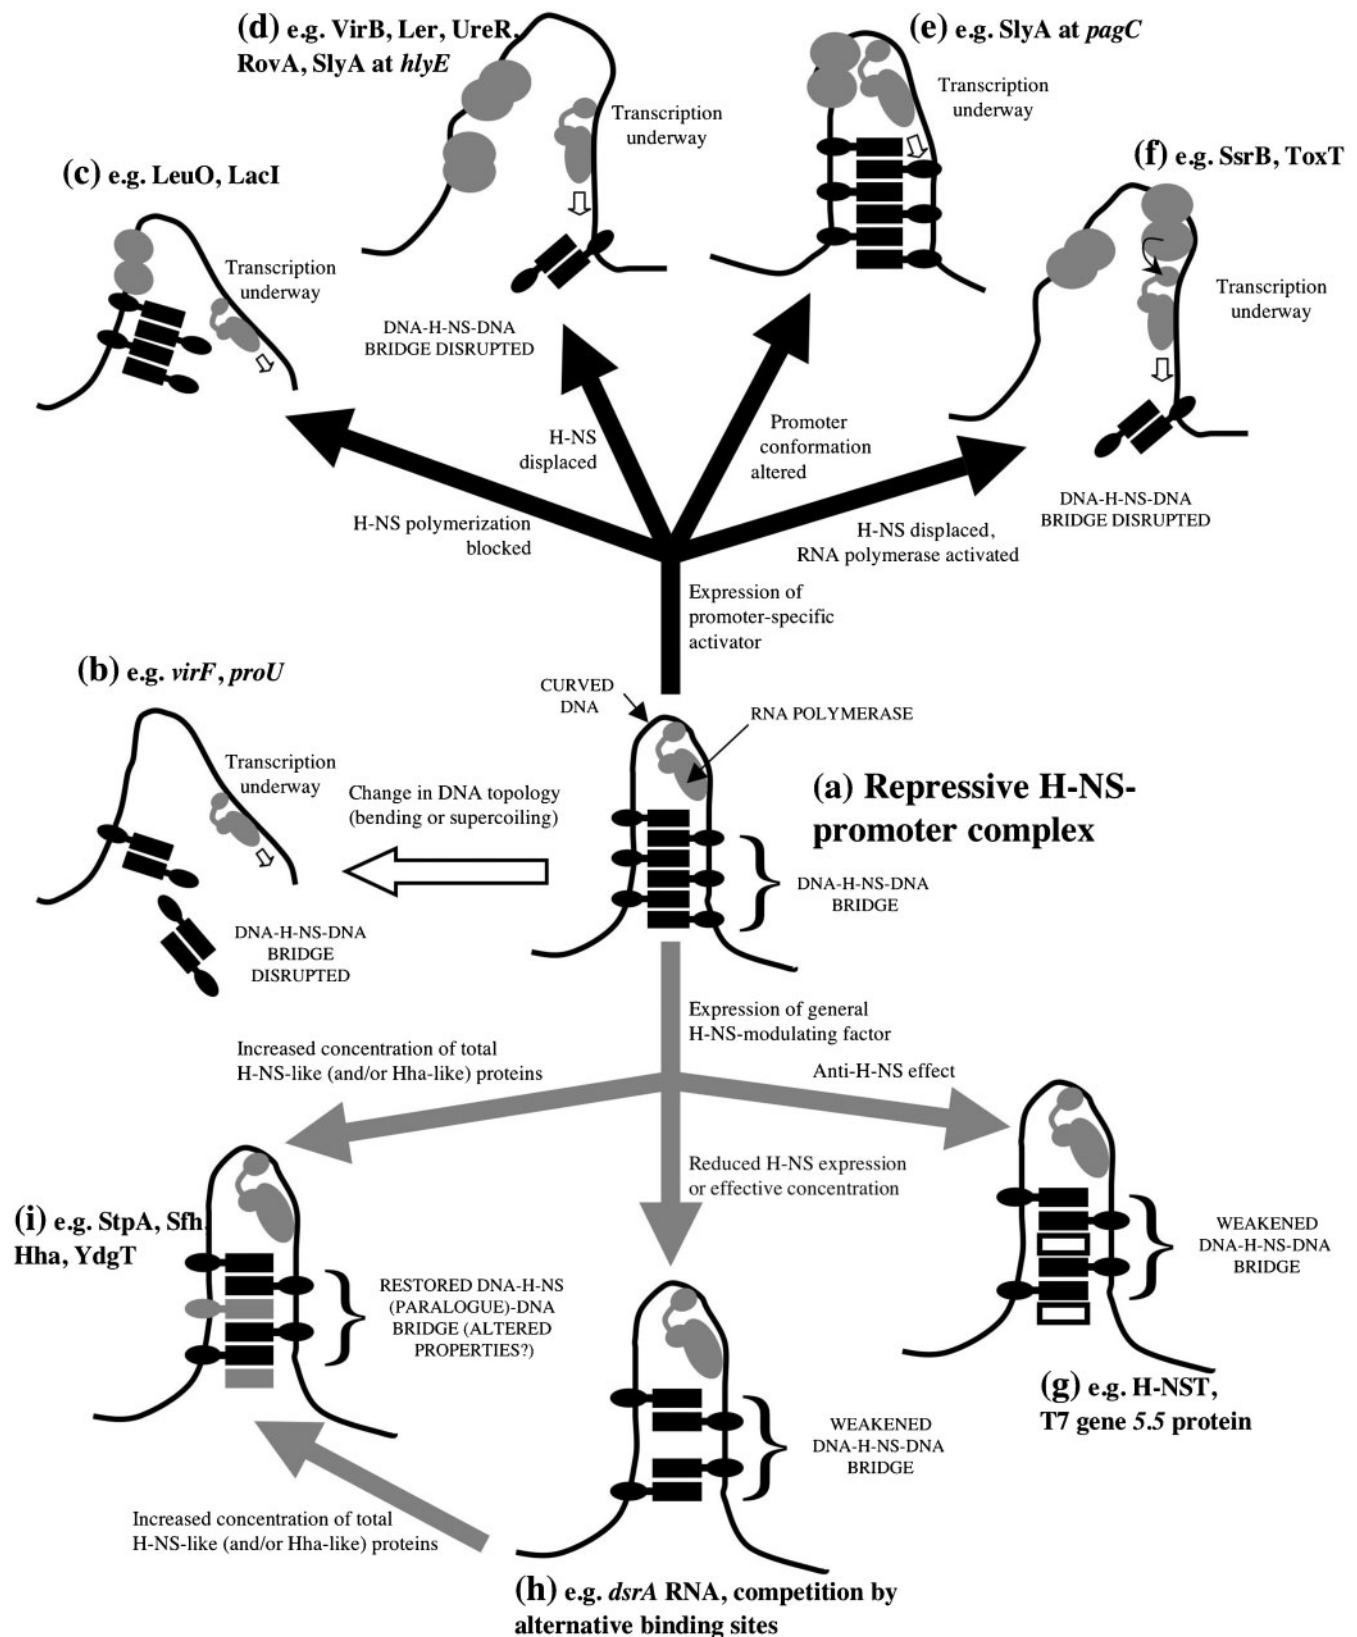 (d) e.g. VirB, Ler, UreR,
RovA, SlyA at hlyE
Transcription
underway
DNA-H-NS-DNA
BRIDGE DISRUPTED
(e) e.g. SlyA at pagC
Transcription
underway
(f) e.g. SsrB, ToxT
Transcription
underway
DNA-H-NS-DNA
BRIDGE DISRUPTED
(c) e.g. LeuO, LacI
Transcription
underway
H-NS
displaced
Promoter
conformation
altered
H-NS polymerization
blocked
H-NS displaced,
RNA polymerase activated
Expression of
promoter-specific
activator
(b) e.g. virF, proU
Transcription
underway
DNA-H-NS-DNA
BRIDGE
DISRUPTED
Change in DNA topology
(bending or supercoiling)
CURVED
DNA
RNA POLYMERASE
(a) Repressive H-NS-
promoter complex
DNA-H-NS-DNA
BRIDGE
Expression of general
H-NS-modulating factor
Increased concentration of total
H-NS-like (and/or Hha-like) proteins
Anti-H-NS effect
Reduced H-NS expression
or effective concentration
(i) e.g. StpA, Sfh,
Hha, YdgT
RESTORED DNA-H-NS
(PARALOGUE)-DNA
BRIDGE (ALTERED
PROPERTIES?)
WEAKENED
DNA-H-NS-DNA
BRIDGE
(g) e.g. H-NST,
T7 gene 5.5 protein
WEAKENED
DNA-H-NS-DNA
BRIDGE
Increased concentration of total
H-NS-like (and/or Hha-like) proteins
(h) e.g. dsrA RNA, competition by
alternative binding sites